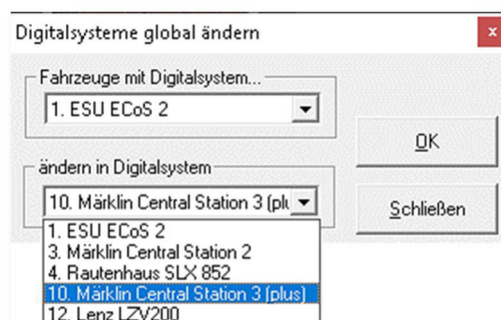 Digitalsysteme global ändern
x
Fahrzeuge mit Digitalsystem...
1. ESU ECoS 2
OK
ändern in Digitalsystem
10. Märklin Central Station 3 (plu
Schließen
1. ESU ECoS 2
3. Märklin Central Station 2
4. Rautenhaus SLX 852
10. Märklin Central Station 3 (plus)
12. Lenz LZV200